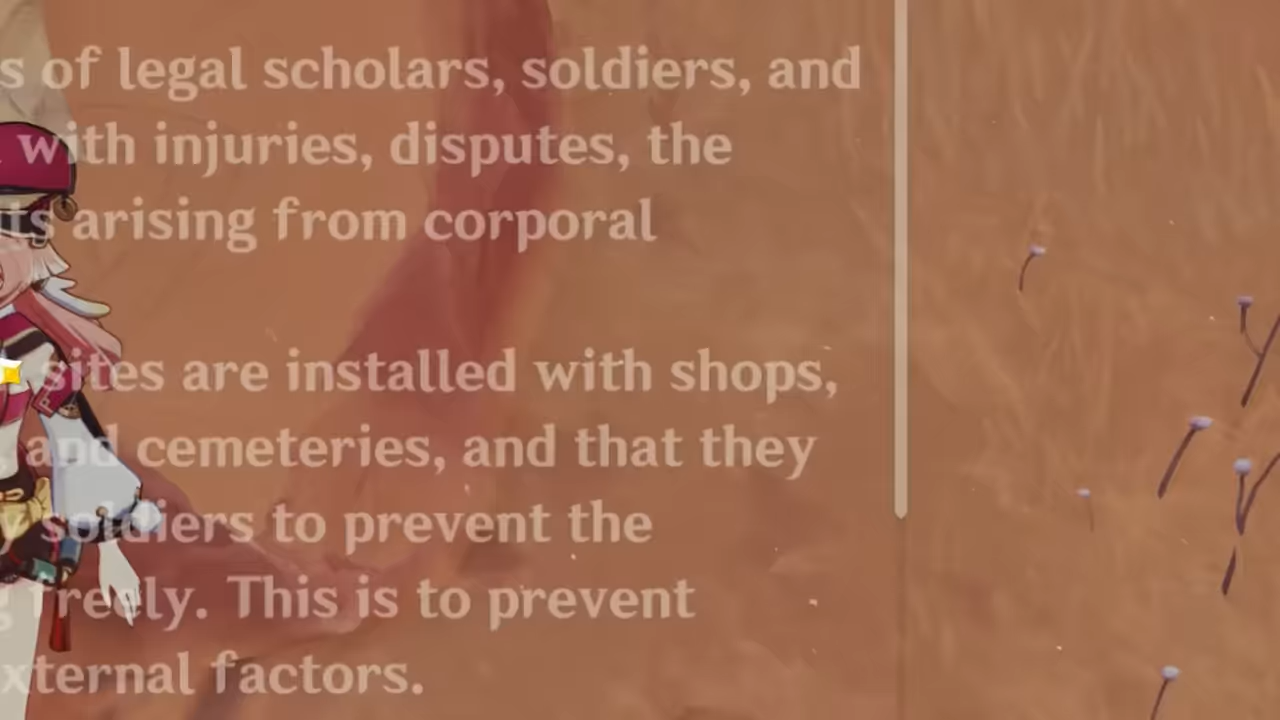 s of legal scholars, soldiers, and
with injuries, disputes, the
arising from corporal
sites are installed with shops,
and cemeteries, and that they
soldiers to prevent the
freely. This is to prevent
xternal factors.